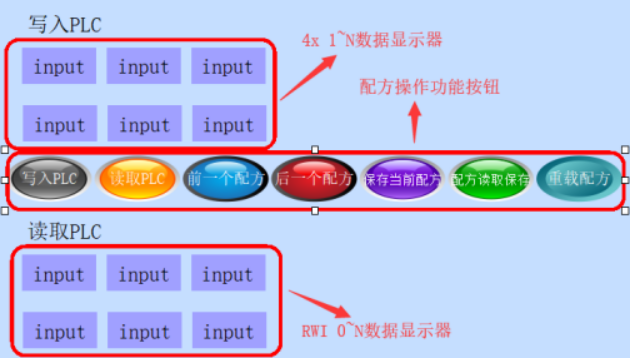 写入PLC
input input input
4x 1~N数据显示器
配方操作功能按钮
input input input
写入PLC 读取PLC 前一个配方 后一个配方 保存当前配方 配方读取保存 重载配方
读取PLC
input input input
input input input
RWI 0~N数据显示器